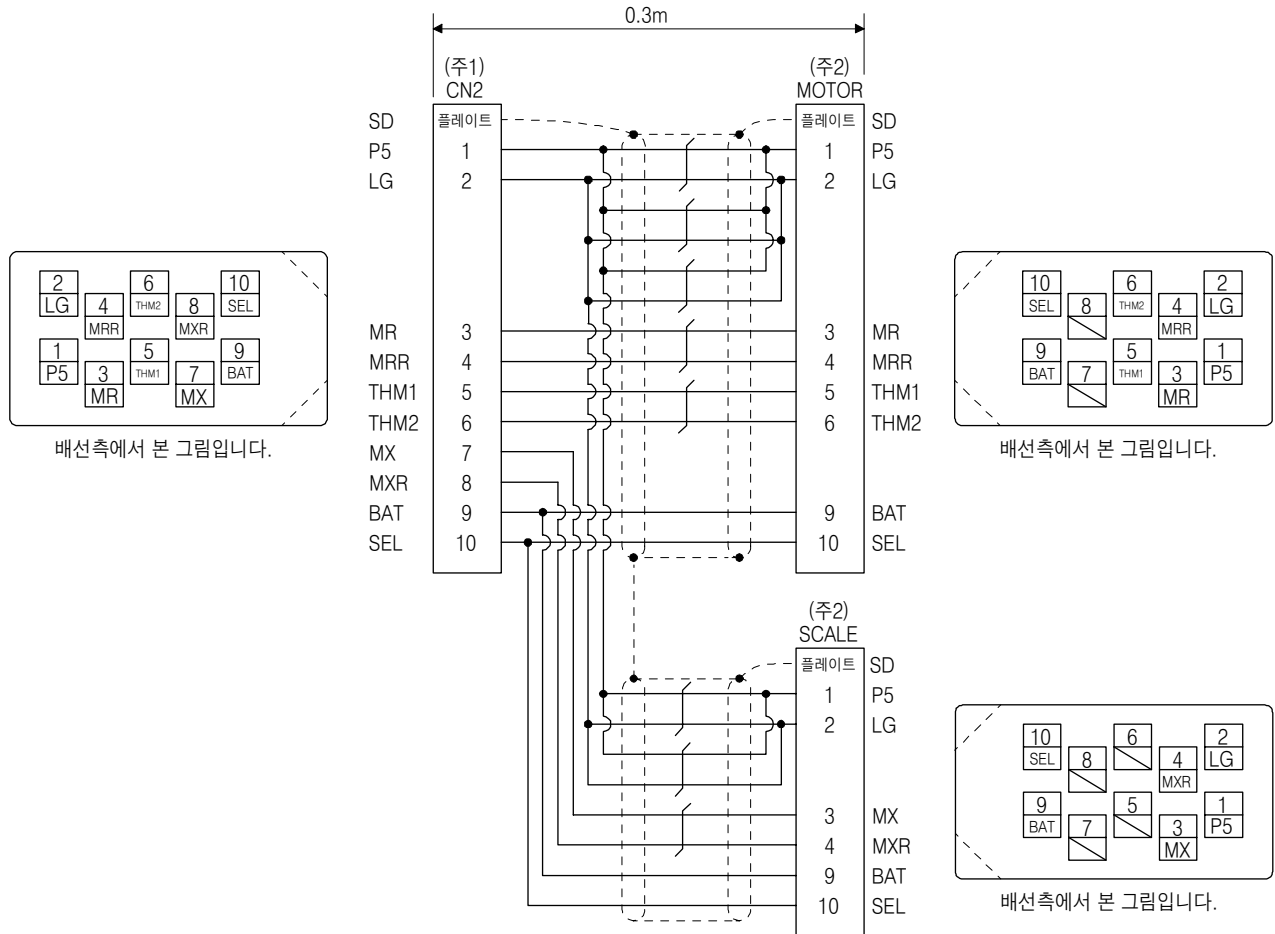 0.3m
(주1)
CN2
(주2)
MOTOR
SD 플레이트 플레이트 SD
P5 1 1 P5
LG 2 2 LG
MR 3 3 MR
MRR 4 4 MRR
THM1 5 5 THM1
THM2 6 6 THM2
MX 7
MXR 8
BAT 9 9 BAT
SEL 10 10 SEL
2 6 10
LG 4 THM2 8 SEL
MRR MXR
1 5 9
P5 3 THM1 7 BAT
MR MX
배선측에서 본 그림입니다.
10 6 2
SEL 8 THM2 4 LG
MRR
9 5 1
BAT 7 THM1 3 P5
MR
배선측에서 본 그림입니다.
(주2)
SCALE
플레이트 SD
1 P5
2 LG
3 MX
4 MXR
9 BAT
10 SEL
10 6 2
SEL 8 4 LG
MXR
9 5 1
BAT 7 3 P5
MX
배선측에서 본 그림입니다.